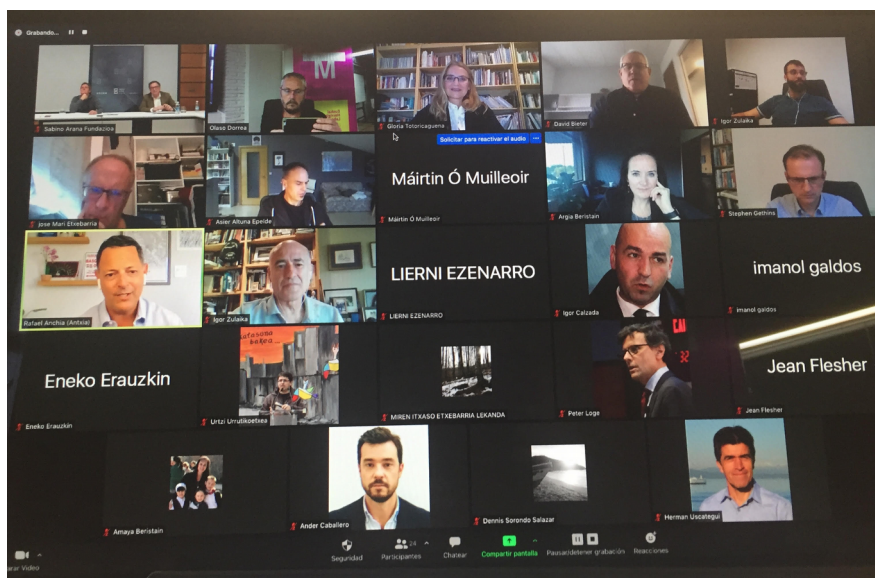 Grabando...
Sabino Arana Fundazioa
Olaso Dorrea
M
Gloria Totoricaguena
David Bieter
Igor Zulaika
Solicitar para reactivar el audio
Jose Mari Etxebarria
Asier Altuna Epelde
Máirtin Ó Muilleoir
Máirtin Ó Muilleoir
Argia Beristain
Stephen Gethins
Rafael Anchia (Antxia)
Igor Zulaika
LIERNI EZENARRO
LIERNI EZENARRO
Igor Calzada
imanol galdos
imanol galdos
Eneko Erauzkin
Eneko Erauzkin
Urtzi Urrutikoetxea
MIREN ITXASO ETXEBARRIA LEKANDA
Peter Loge
Jean Flesher
Jean Flesher
Amaya Beristain
Ander Caballero
Dennis Sorondo Salazar
Herman Uscategui
Seguridad
Participantes
24
Chatear
Compartir pantalla
Pausar/detener grabación
Reacciones